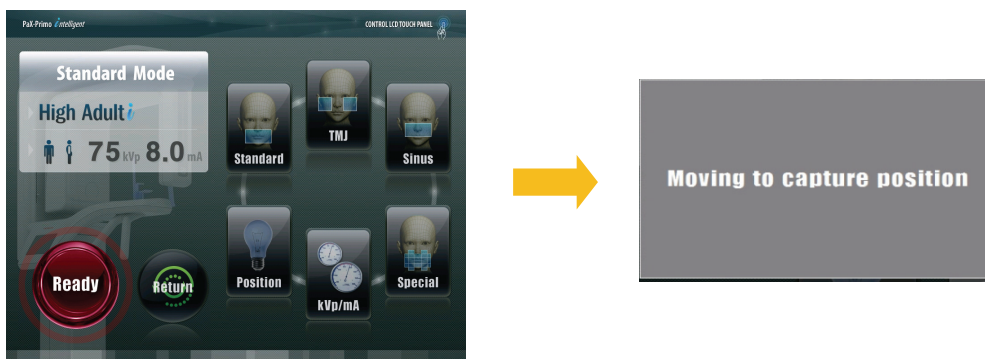 PaX-Primo intelligent
CONTROL LCD TOUCH PANEL
Standard Mode
High Adult i
75 kVp 8.0 mA
Standard
TMJ
Sinus
Position
kVp/mA
Special
Ready
Return
Moving to capture position